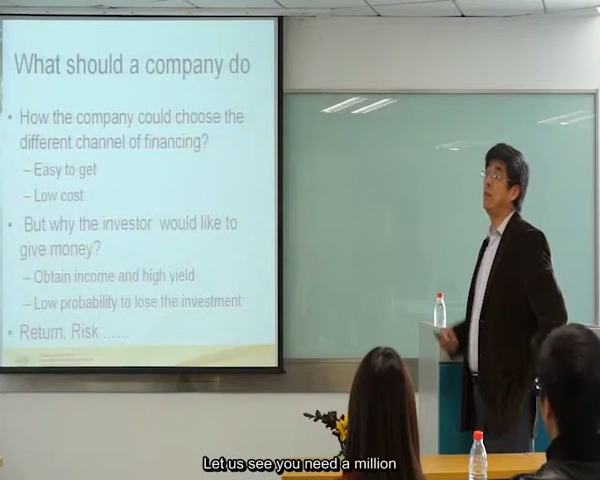 What should a company do
• How the company could choose the
different channel of financing?
– Easy to get
– Low cost
• But why the investor would like to
give money?
– Obtain income and high yield
– Low probability to lose the investment
• Return, Risk ......
Let us see you need a million